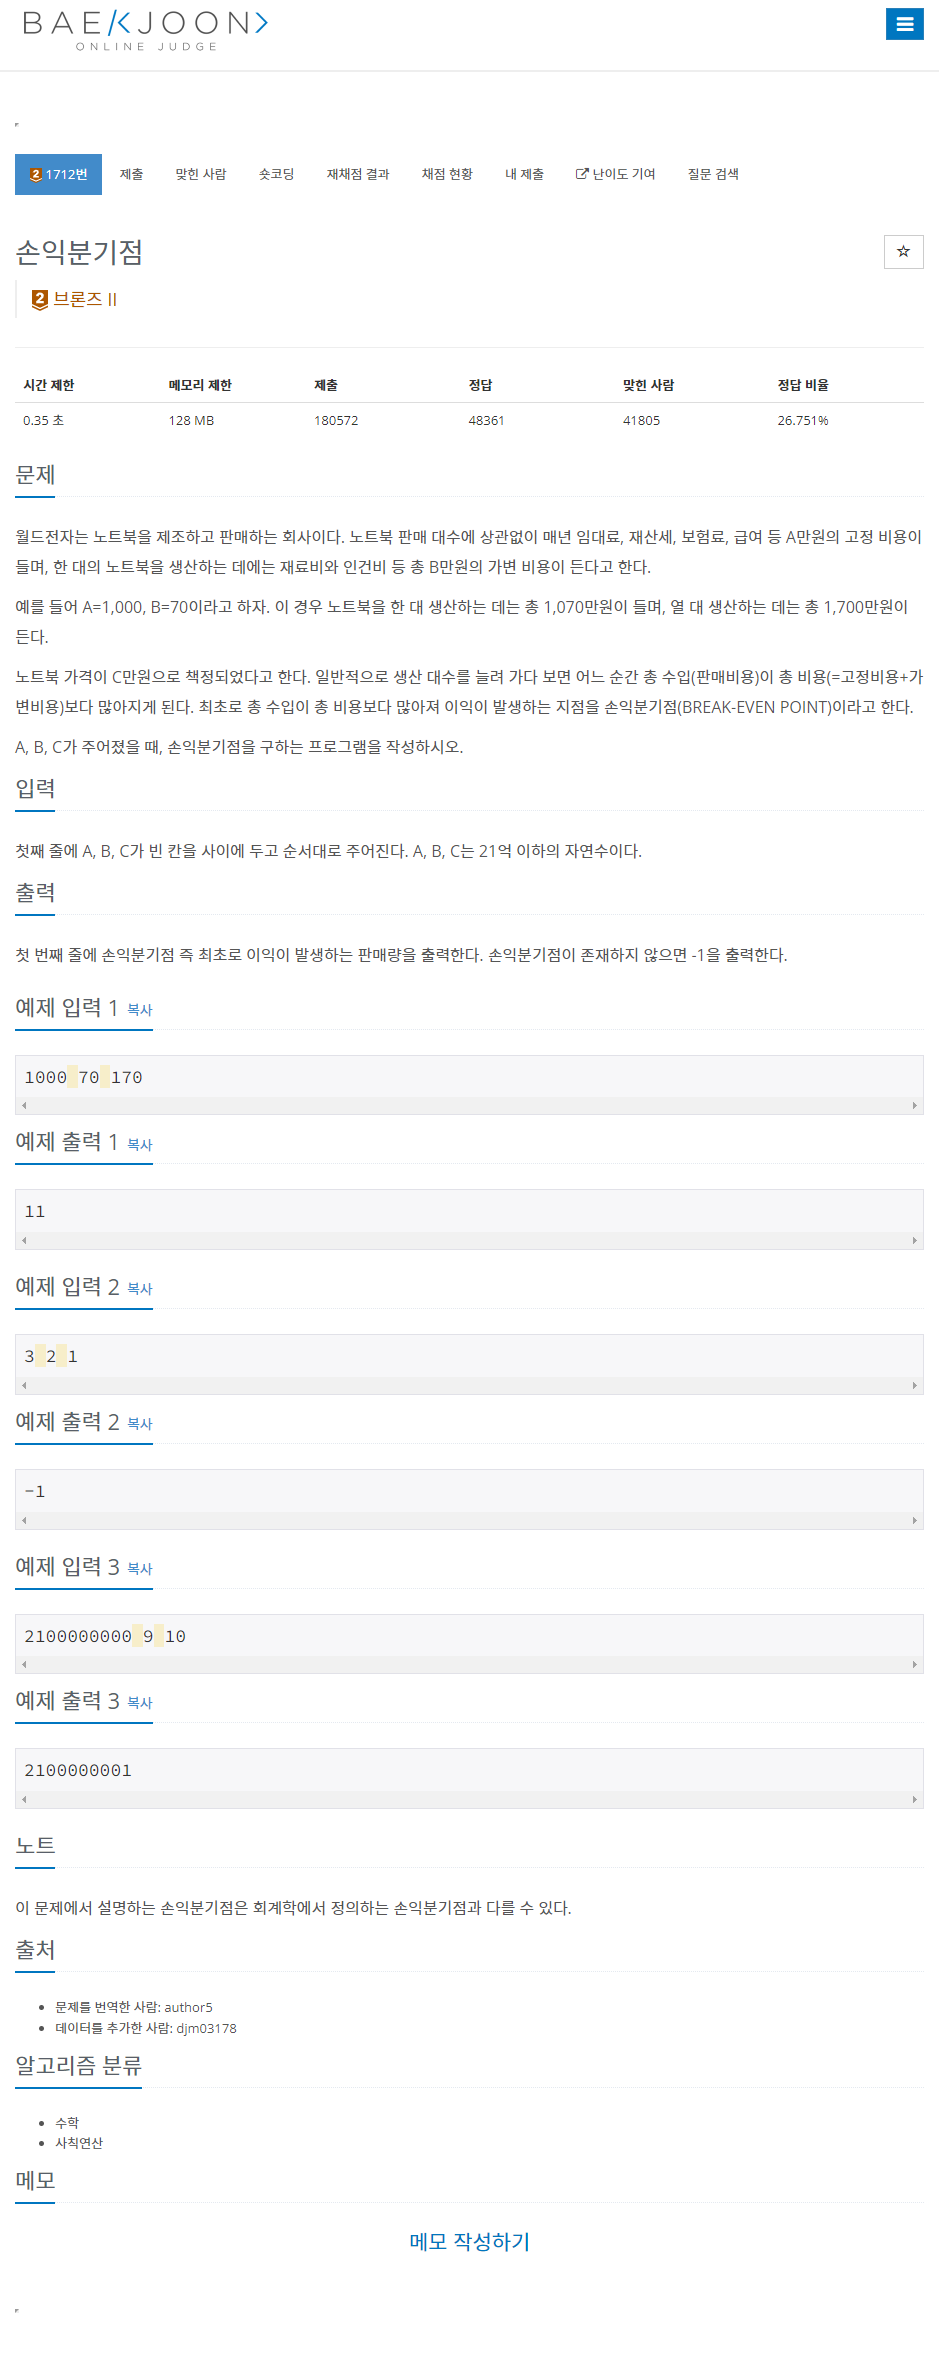 BAEKJOON>
ONLINE JUDGE
1712번 제출 맞힌 사람 숏코딩 재채점 결과 채점 현황 내 제출 난이도 기여 질문 검색
손익분기점
2 브론즈 II
시간 제한 메모리 제한 제출 정답 맞힌 사람 정답 비율
0.35 초 128 MB 180572 48361 41805 26.751%
문제
월드전자는 노트북을 제조하고 판매하는 회사이다. 노트북 판매 대수에 상관없이 매년 임대료, 재산세, 보험료, 급여 등 A만원의 고정 비용이
들며, 한 대의 노트북을 생산하는 데에는 재료비와 인건비 등 총 B만원의 가변 비용이 든다고 한다.
예를 들어 A=1,000, B=70이라고 하자. 이 경우 노트북을 한 대 생산하는 데는 총 1,070만원이 들며, 열 대 생산하는 데는 총 1,700만원이
든다.
노트북 가격이 C만원으로 책정되었다고 한다. 일반적으로 생산 대수를 늘려 가다 보면 어느 순간 총 수입(판매비용)이 총 비용(=고정비용+가
변비용)보다 많아지게 된다. 최초로 총 수입이 총 비용보다 많아져 이익이 발생하는 지점을 손익분기점(BREAK-EVEN POINT)이라고 한다.
A, B, C가 주어졌을 때, 손익분기점을 구하는 프로그램을 작성하시오.
입력
첫째 줄에 A, B, C가 빈 칸을 사이에 두고 순서대로 주어진다. A, B, C는 21억 이하의 자연수이다.
출력
첫 번째 줄에 손익분기점 즉 최초로 이익이 발생하는 판매량을 출력한다. 손익분기점이 존재하지 않으면 -1을 출력한다.
예제 입력 1 복사
1000 70 170
예제 출력 1 복사
11
예제 입력 2 복사
3 2 1
예제 출력 2 복사
-1
예제 입력 3 복사
2100000000 9 10
예제 출력 3 복사
2100000001
노트
이 문제에서 설명하는 손익분기점은 회계학에서 정의하는 손익분기점과 다를 수 있다.
출처
문제를 번역한 사람: author5
데이터를 추가한 사람: djm03178
알고리즘 분류
수학
사칙연산
메모
메모 작성하기